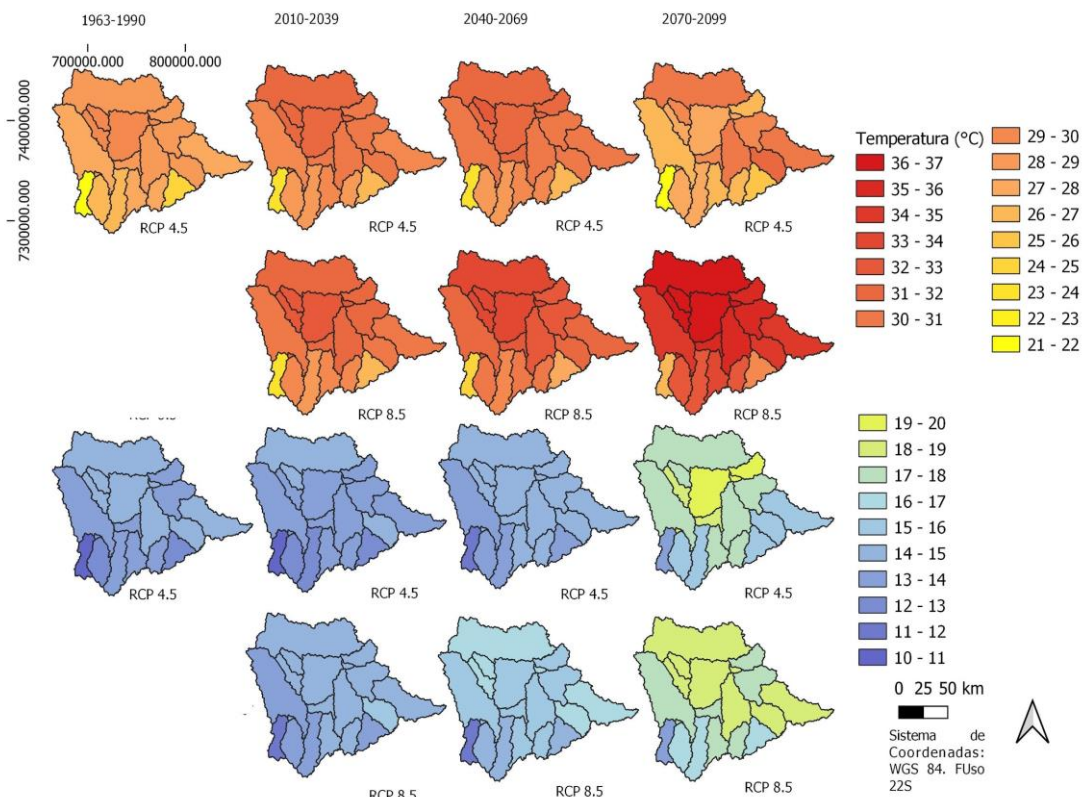 1963-1990
2010-2039
2040-2069
2070-2099
700000.000
800000.000
7400000.000
7300000.000
RCP 4.5
RCP 4.5
RCP 4.5
RCP 4.5
RCP 8.5
RCP 8.5
RCP 8.5
Temperatura (°C)
36 - 37
35 - 36
34 - 35
33 - 34
32 - 33
31 - 32
30 - 31
29 - 30
28 - 29
27 - 28
26 - 27
25 - 26
24 - 25
23 - 24
22 - 23
21 - 22
RCP 4.5
RCP 4.5
RCP 4.5
RCP 4.5
RCP 8.5
RCP 8.5
RCP 8.5
19 - 20
18 - 19
17 - 18
16 - 17
15 - 16
14 - 15
13 - 14
12 - 13
11 - 12
10 - 11
0 25 50 km
Sistema de
Coordenadas:
WGS 84. FUso
22S